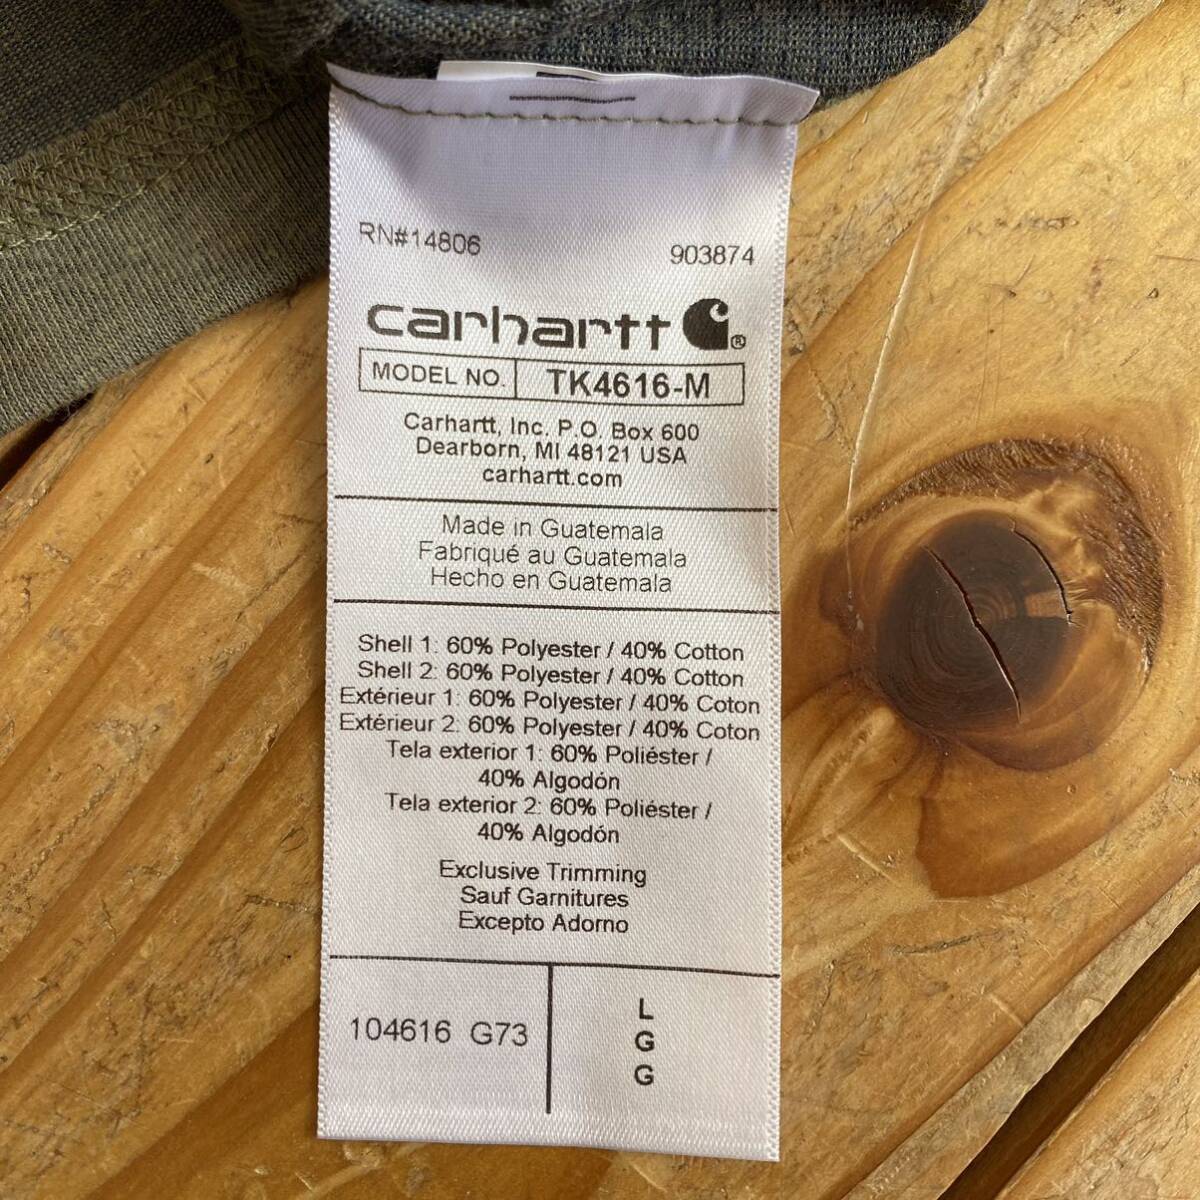 RN#14806 903874
carhartt ®
MODEL NO. TK4616-M
Carhartt, Inc. P.O. Box 600
Dearborn, MI 48121 USA
carhartt.com
Made in Guatemala
Fabriqué au Guatemala
Hecho en Guatemala
Shell 1: 60% Polyester / 40% Cotton
Shell 2: 60% Polyester / 40% Cotton
Extérieur 1: 60% Polyester / 40% Coton
Extérieur 2: 60% Polyester / 40% Coton
Tela exterior 1: 60% Poliéster /
40% Algodón
Tela exterior 2: 60% Poliéster /
40% Algodón
Exclusive Trimming
Sauf Garnitures
Excepto Adorno
104616 G73
L
G
G